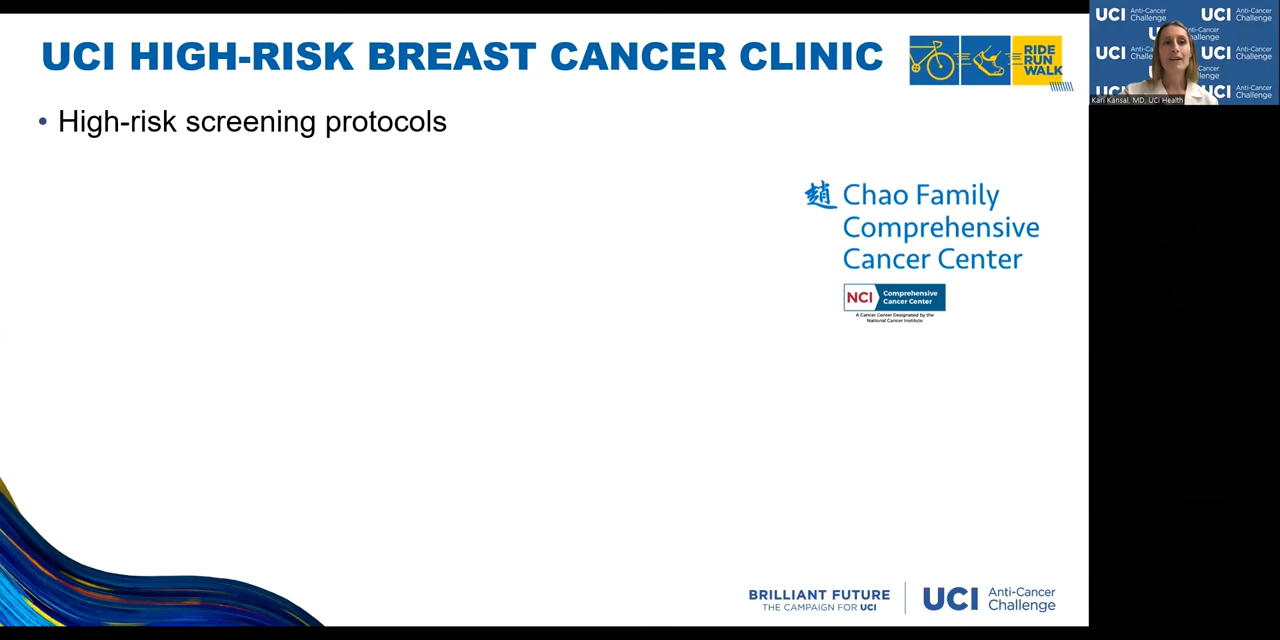 UCI HIGH-RISK BREAST CANCER CLINIC
RIDE
RUN
WALK
• High-risk screening protocols
趙 Chao Family
Comprehensive
Cancer Center
NCI Comprehensive
Cancer Center
A Cancer Center Designated by the
National Cancer Institute
BRILLIANT FUTURE
THE CAMPAIGN FOR UCI
UCI Anti-Cancer
Challenge
UCI Anti-Cancer
Challenge
UCI Anti-Cancer
Challenge
UCI
UCI Anti-Cancer
Challenge
UCI
Anti-Cancer
Challenge
Kari Kansal, MD, UCI Health